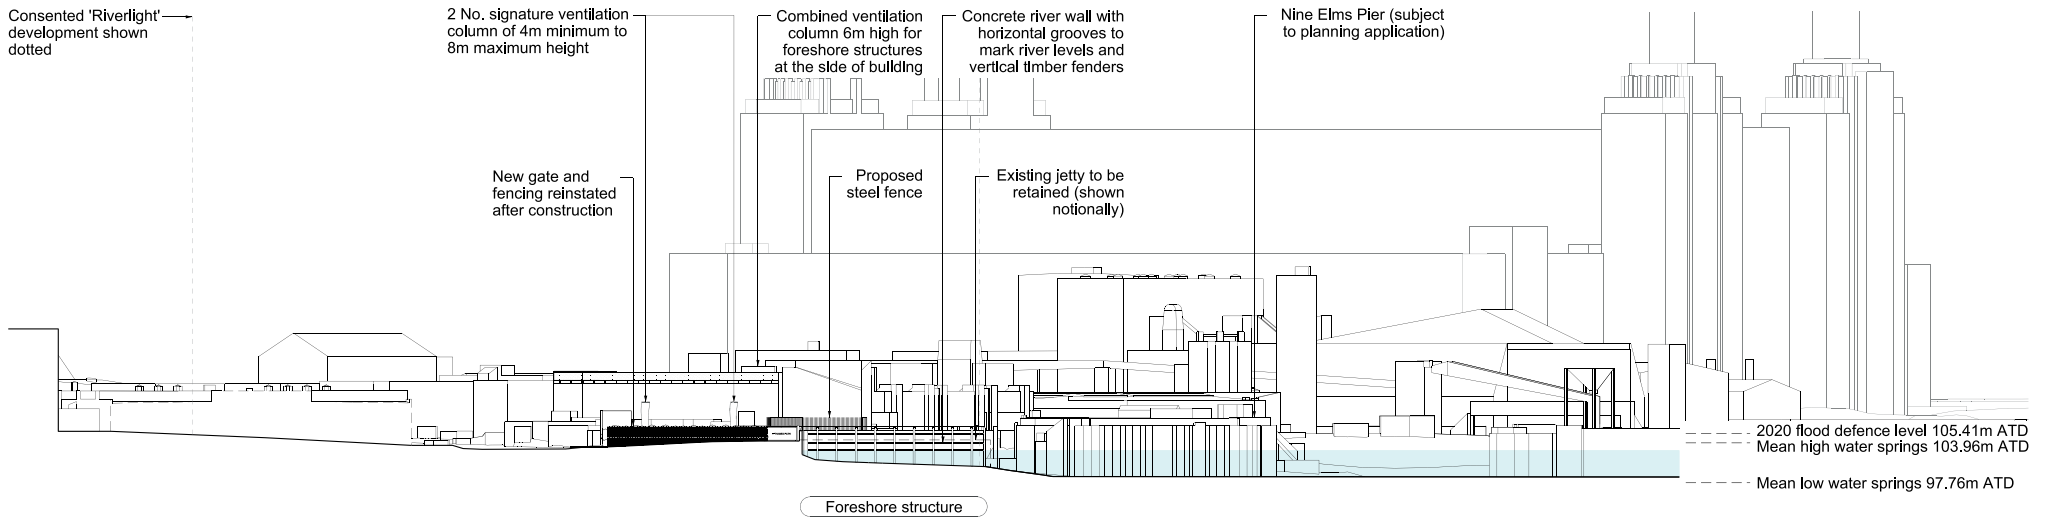 Consented 'Riverlight'
development shown
dotted
2 No. signature ventilation
column of 4m minimum to
8m maximum height
Combined ventilation
column 6m high for
foreshore structures
at the side of building
Concrete river wall with
horizontal grooves to
mark river levels and
vertical timber fenders
Nine Elms Pier (subject
to planning application)
New gate and
fencing reinstated
after construction
Proposed
steel fence
Existing jetty to be
retained (shown
notionally)
2020 flood defence level 105.41m ATD
Mean high water springs 103.96m ATD
Mean low water springs 97.76m ATD
Foreshore structure